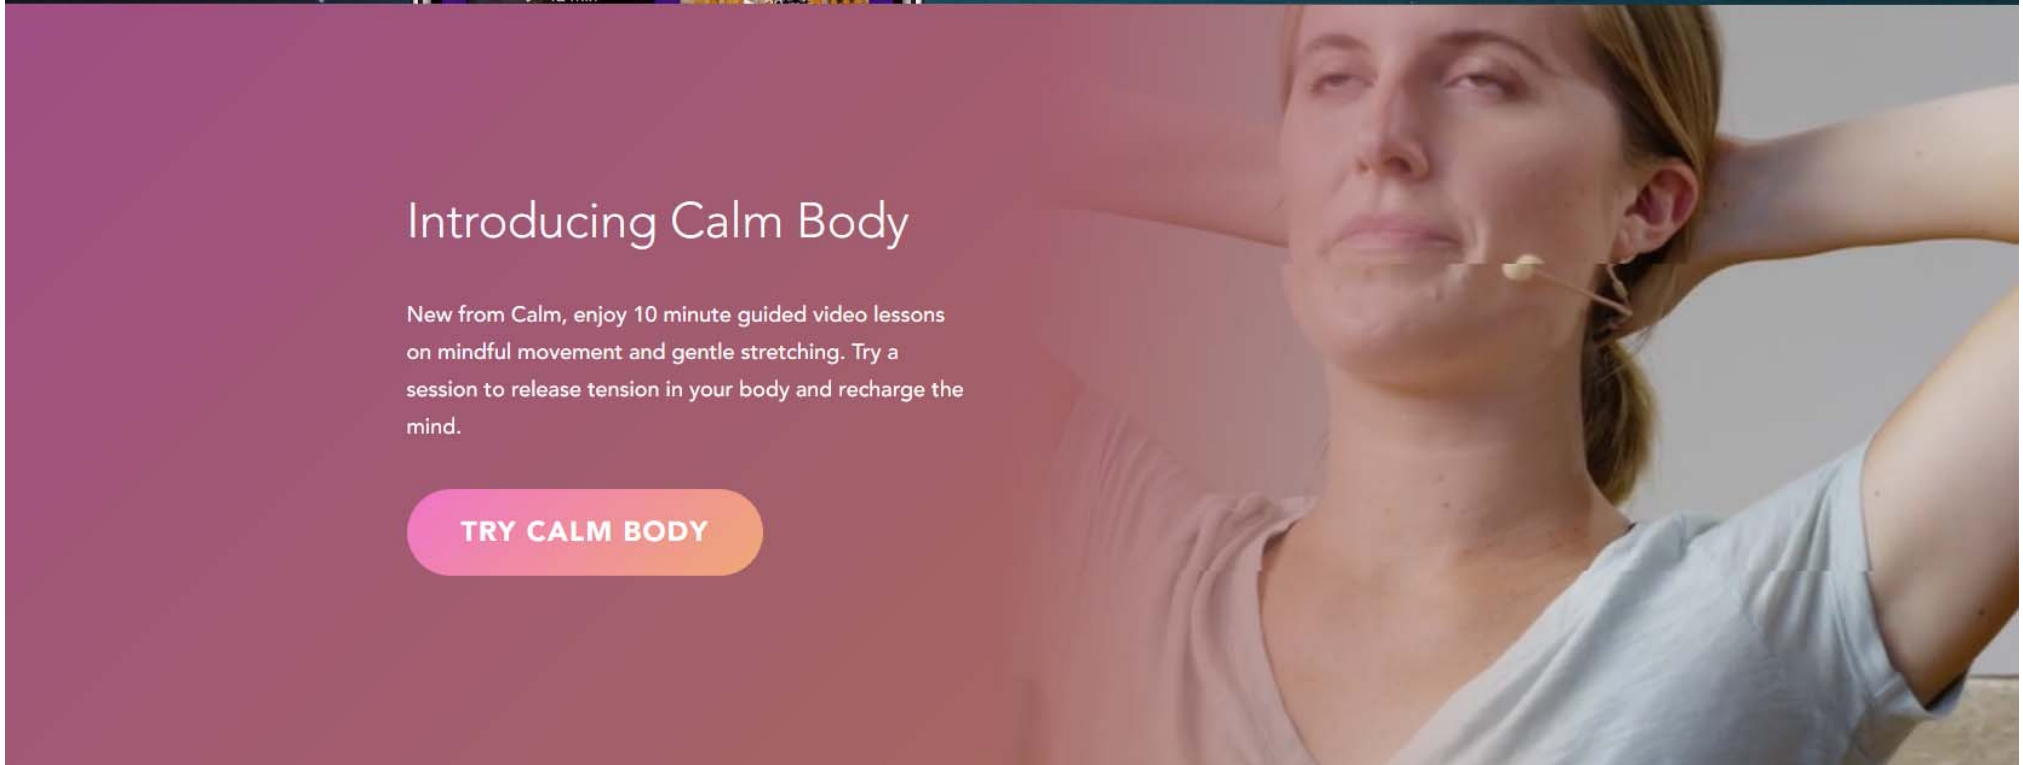 Introducing Calm Body
New from Calm, enjoy 10 minute guided video lessons
on mindful movement and gentle stretching. Try a
session to release tension in your body and recharge the
mind.
TRY CALM BODY